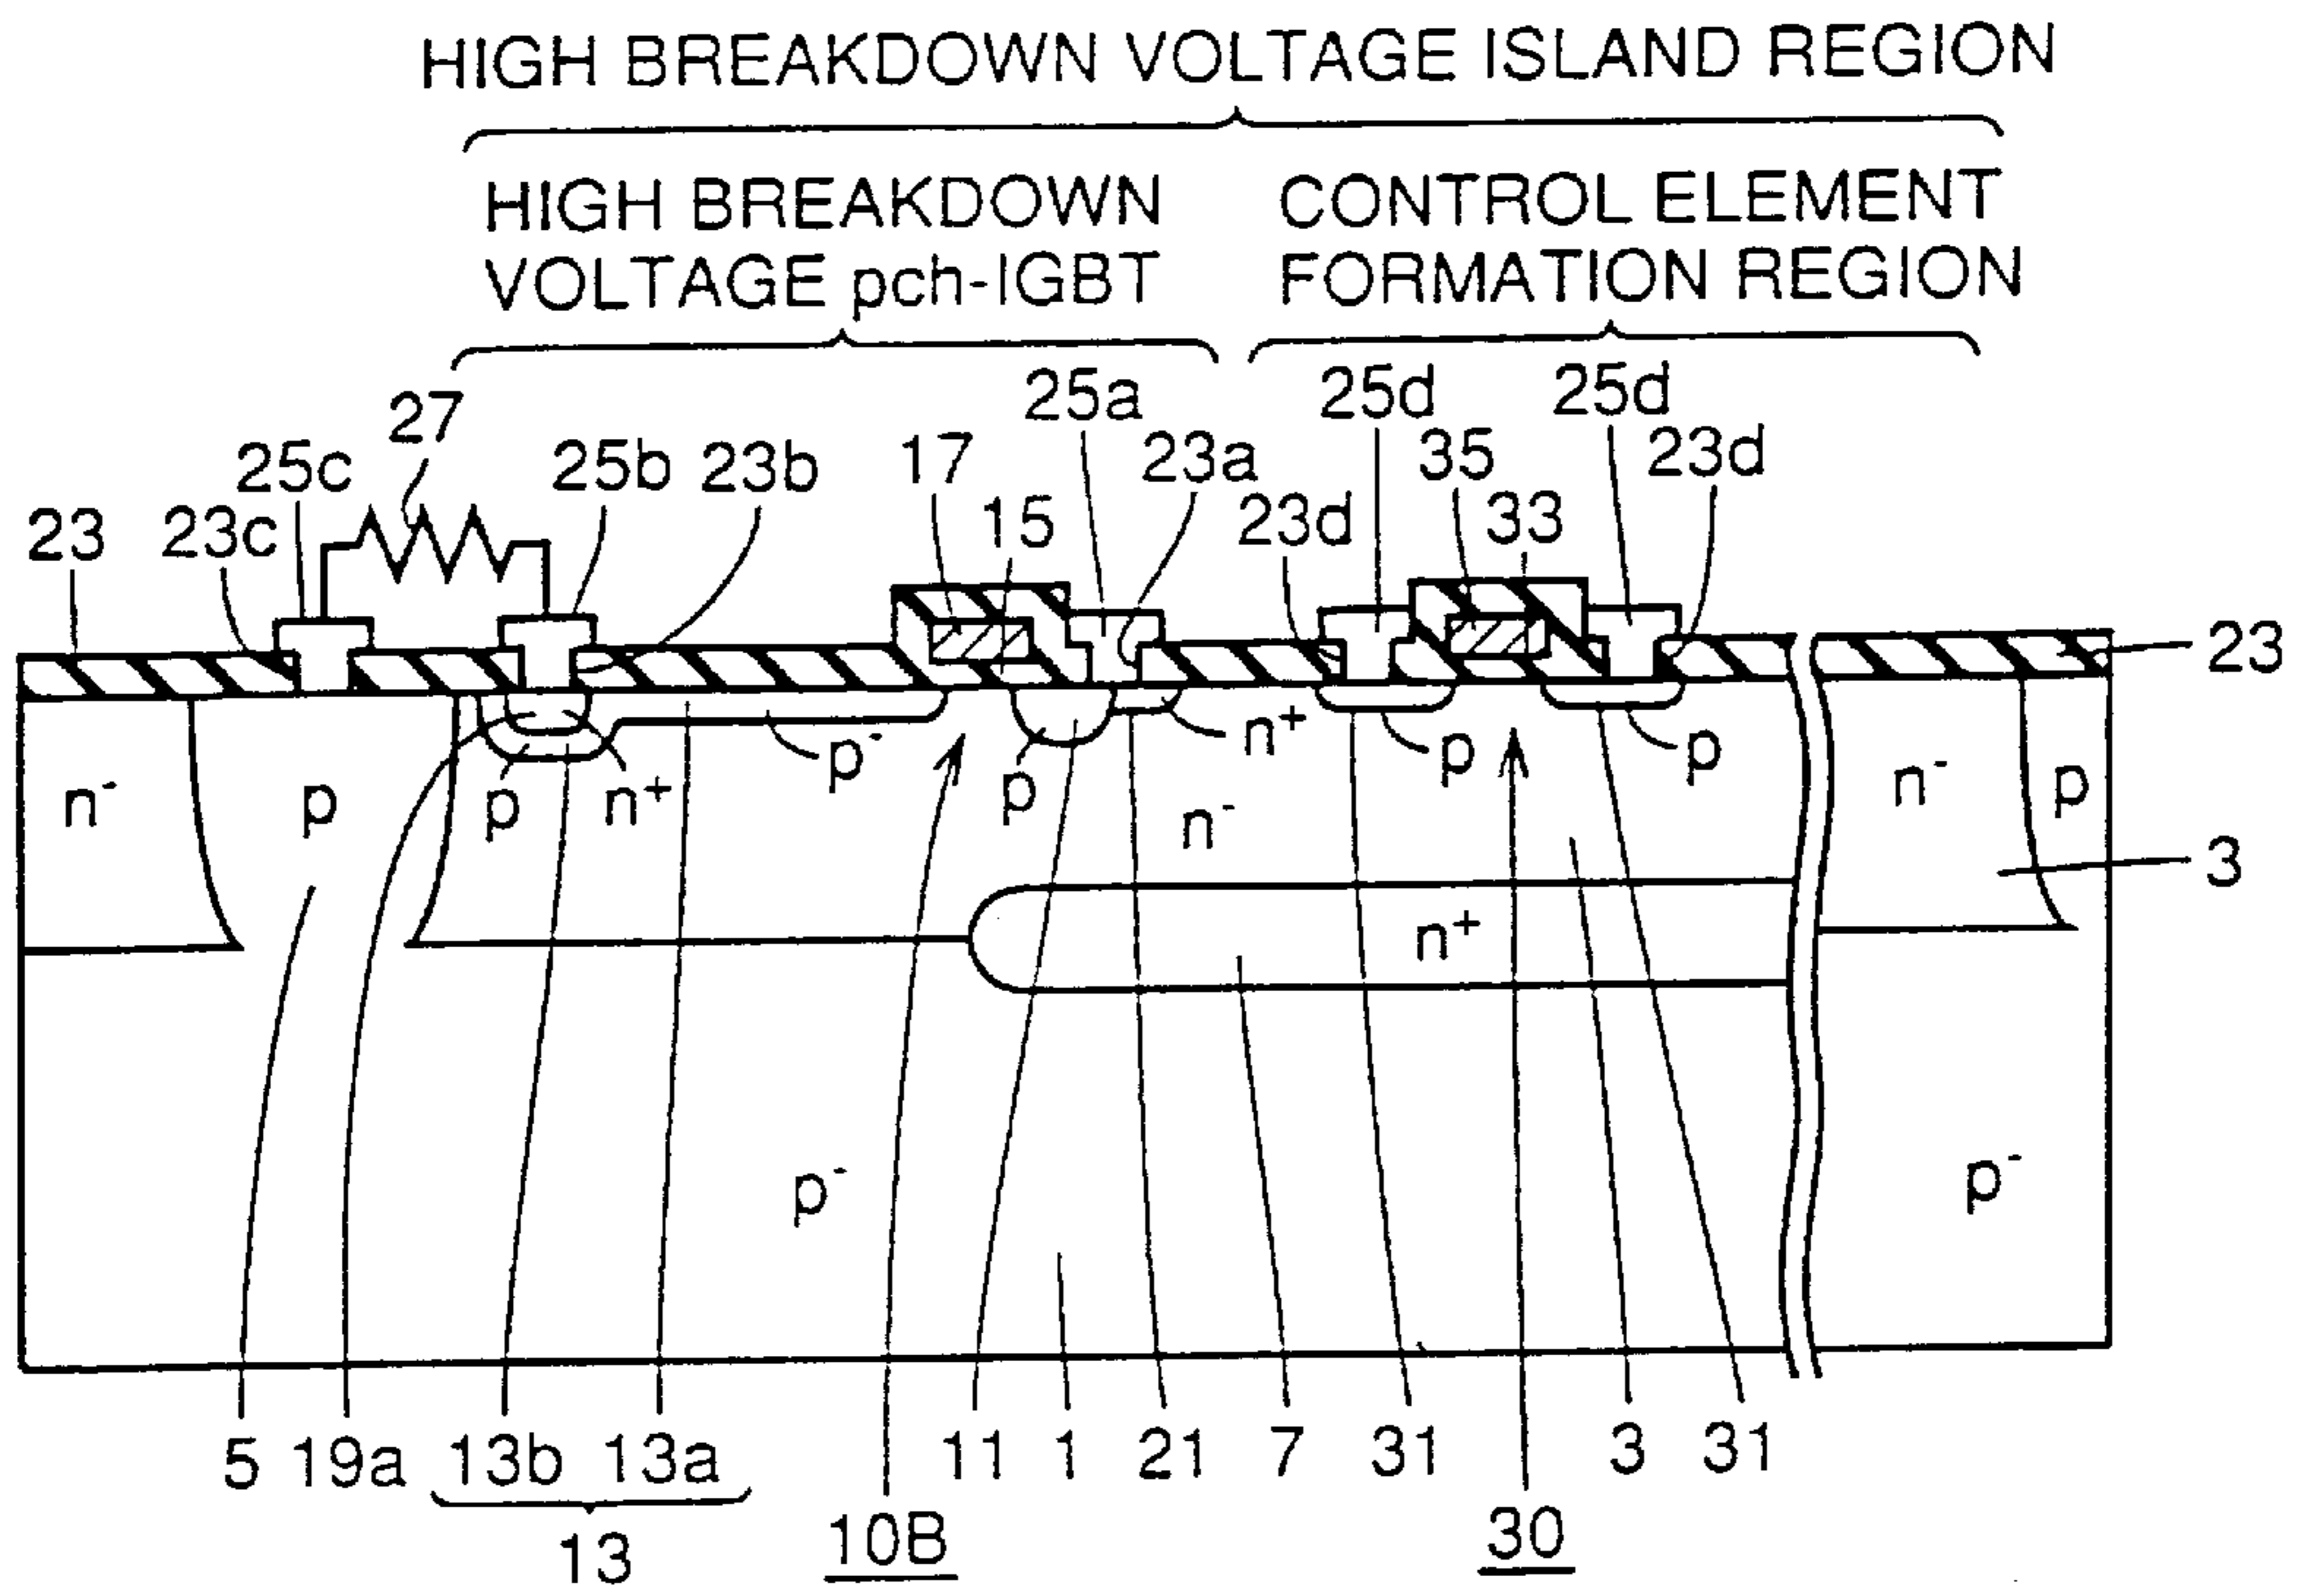 HIGH BREAKDOWN VOLTAGE ISLAND REGION
HIGH BREAKDOWN CONTROL ELEMENT
VOLTAGE pch-IGBT FORMATION REGION
25a 25d 25d
27
25c 25b 23b 17 23a 35 23d
23 23c 15 23d 33
23
n- p p n+ p- p n- n+ p p n- p
3
n+
p- p-
5 19a 13b 13a 11 1 21 7 31 3 31
13 10B 30